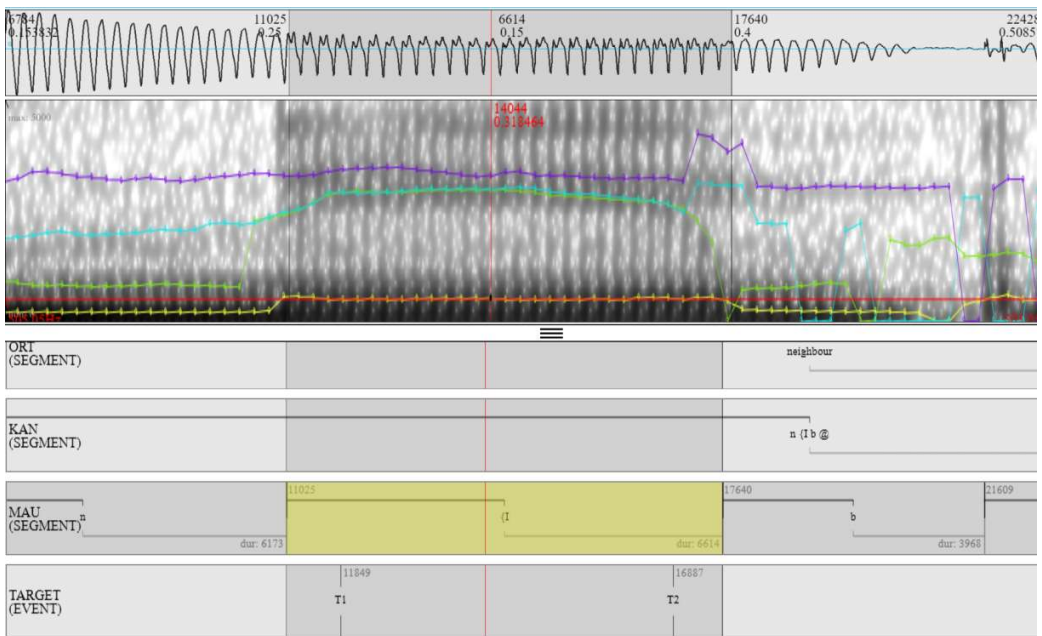 6784 11025 6614 17640 22428
0.153832 0.25 0.15 0.4 0.5085
max: 5000
14044
0.318464
ORT
(SEGMENT)
neighbour
KAN
(SEGMENT)
n {I b @
11025 17640 21609
MAU
(SEGMENT)
n {I b
dur: 6173 dur: 6614 dur: 3968
11849 16887
TARGET
(EVENT)
T1 T2